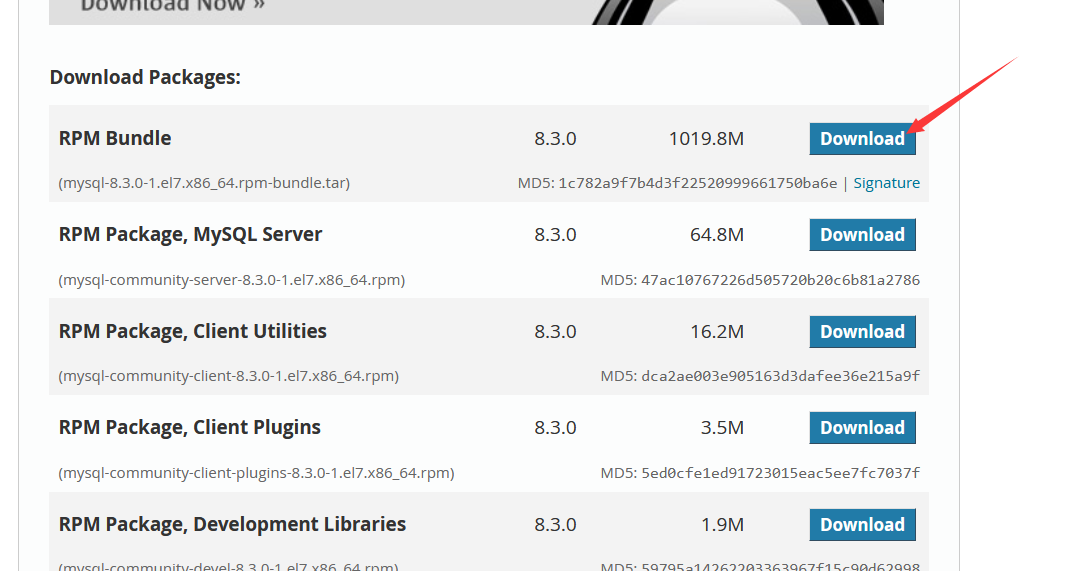 Download Now »
Download Packages:
RPM Bundle 8.3.0 1019.8M Download
(mysql-8.3.0-1.el7.x86_64.rpm-bundle.tar) MD5: 1c782a9f7b4d3f22520999661750ba6e | Signature
RPM Package, MySQL Server 8.3.0 64.8M Download
(mysql-community-server-8.3.0-1.el7.x86_64.rpm) MD5: 47ac10767226d505720b20c6b81a2786
RPM Package, Client Utilities 8.3.0 16.2M Download
(mysql-community-client-8.3.0-1.el7.x86_64.rpm) MD5: dca2ae003e905163d3dafee36e215a9f
RPM Package, Client Plugins 8.3.0 3.5M Download
(mysql-community-client-plugins-8.3.0-1.el7.x86_64.rpm) MD5: 5ed0cfe1ed91723015eac5ee7fc7037f
RPM Package, Development Libraries 8.3.0 1.9M Download
(mysql-community-devel-8.3.0-1.el7.x86_64.rpm) MD5: 59795a14262203363967f15c90d62998